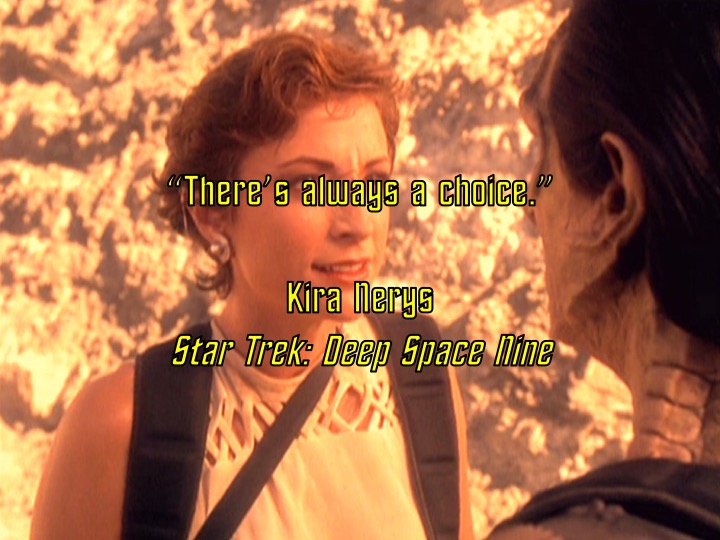 “There’s always a choice.”
Kira Nerys
Star Trek: Deep Space Nine